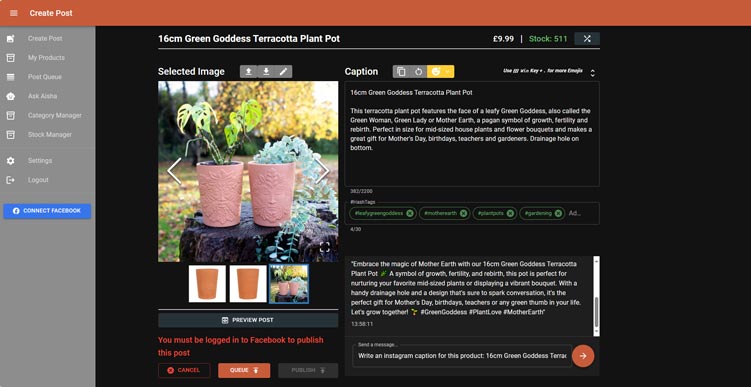 Create Post
Create Post
My Products
Post Queue
Ask Aisha
Category Manager
Stock Manager
Settings
Logout
CONNECT FACEBOOK
16cm Green Goddess Terracotta Plant Pot
£9.99 | Stock: 511
Selected Image
Caption
Use
Key + . for more Emojis
16cm Green Goddess Terracotta Plant Pot
This terracotta plant pot features the face of a leafy Green Goddess, also called the
Green Woman, Green Lady or Mother Earth, a pagan symbol of growth, fertility and
rebirth. Perfect in size for mid-sized house plants and flower bouquets and makes a
great gift for Mother's Day, birthdays, teachers and gardeners. Drainage hole on
bottom.
382/2200
#HashTags
#leafygreengoddess
#motherearth
#plantpots
#gardening
Ad...
4/30
"Embrace the magic of Mother Earth with our 16cm Green Goddess Terracotta
Plant Pot 🌿 A symbol of growth, fertility, and rebirth, this pot is perfect for
nurturing your favorite mid-sized plants or displaying a vibrant bouquet. With a
handy drainage hole and a design that's sure to spark conversation, it's the
perfect gift for Mother's Day, birthdays, teachers or any green thumb in your life.
Let's grow together! 🌱 #GreenGoddess #PlantLove #MotherEarth"
13:58:11
PREVIEW POST
You must be logged in to Facebook to publish
this post
CANCEL
QUEUE
PUBLISH
Send a message...
Write an instagram caption for this product: 16cm Green Goddess Terrac